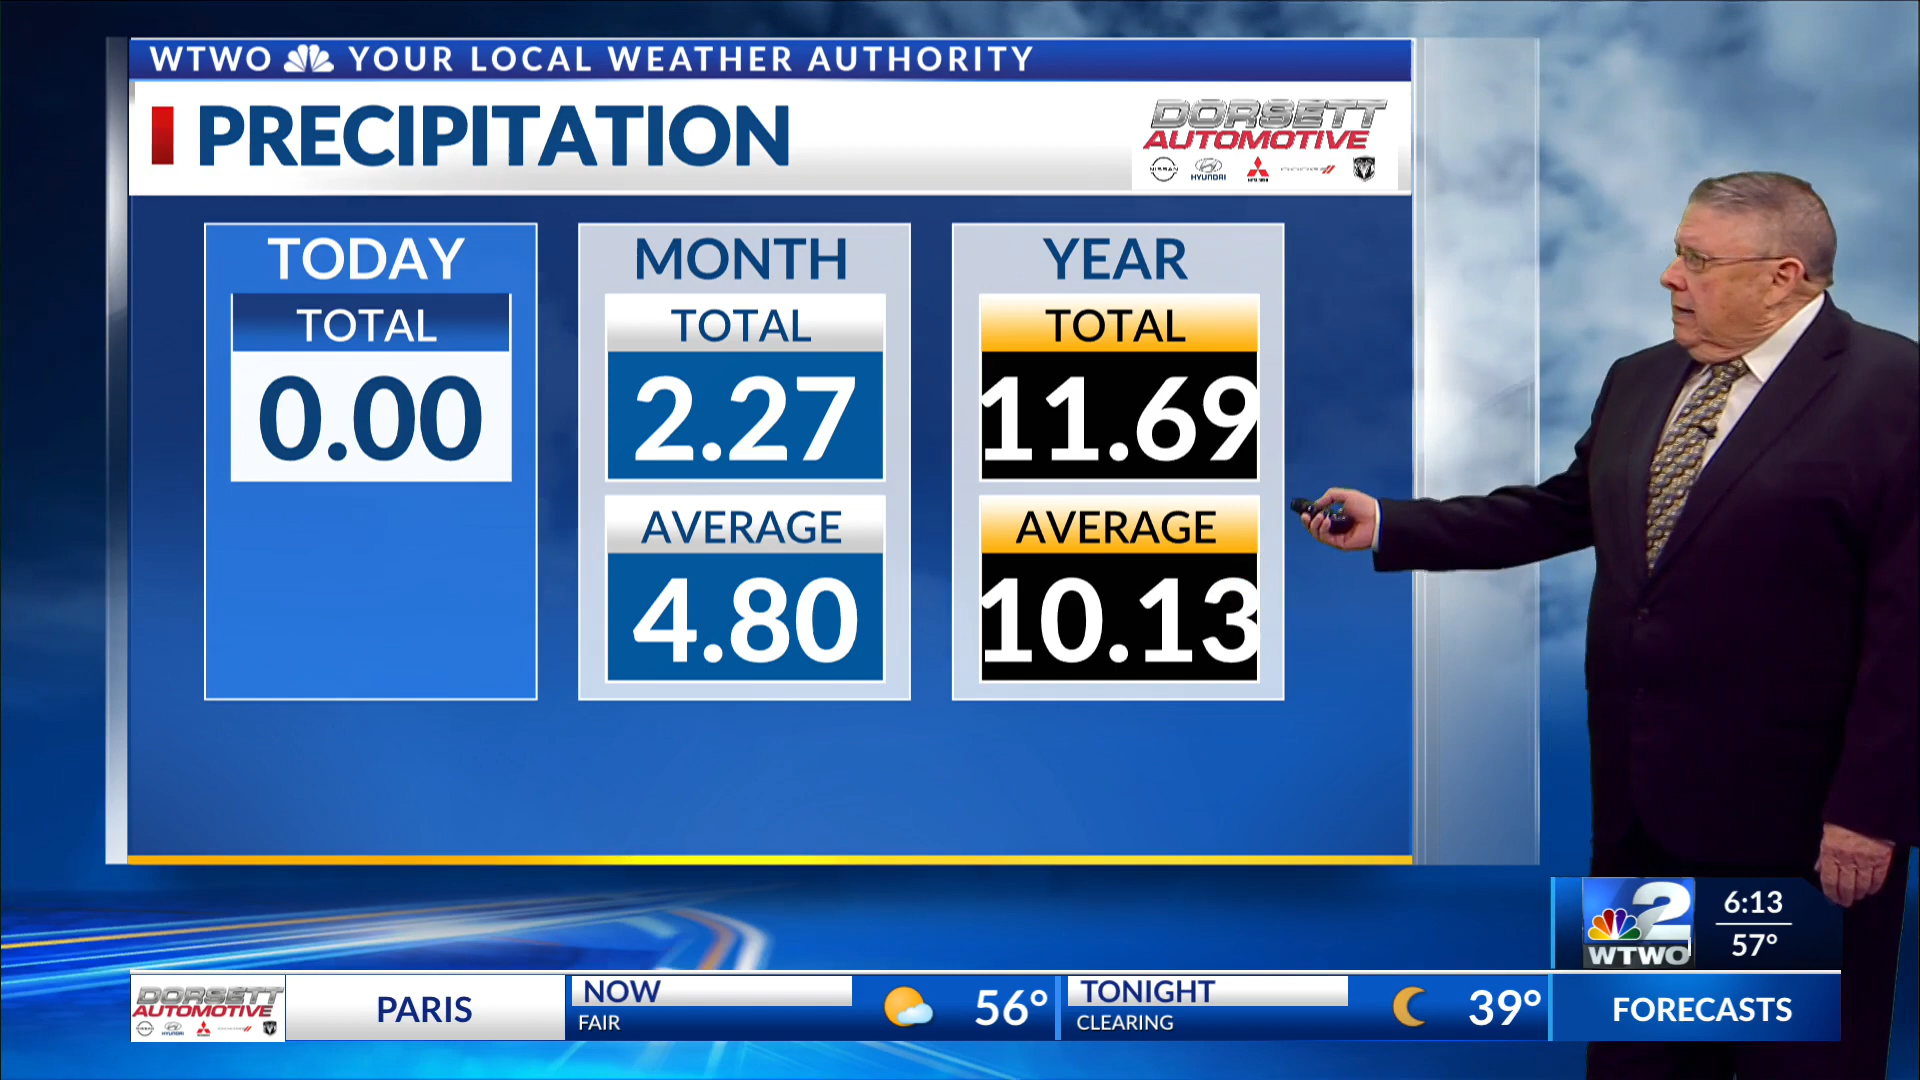 WTWO YOUR LOCAL WEATHER AUTHORITY
PRECIPITATION
DORSETT
AUTOMOTIVE
NISSAN HYUNDAI
TODAY
TOTAL
0.00
MONTH
TOTAL
2.27
AVERAGE
4.80
YEAR
TOTAL
11.69
AVERAGE
10.13
2
WTWO
6:13
57°
DORSETT
AUTOMOTIVE
PARIS
NOW
FAIR
56°
TONIGHT
CLEARING
39°
FORECASTS